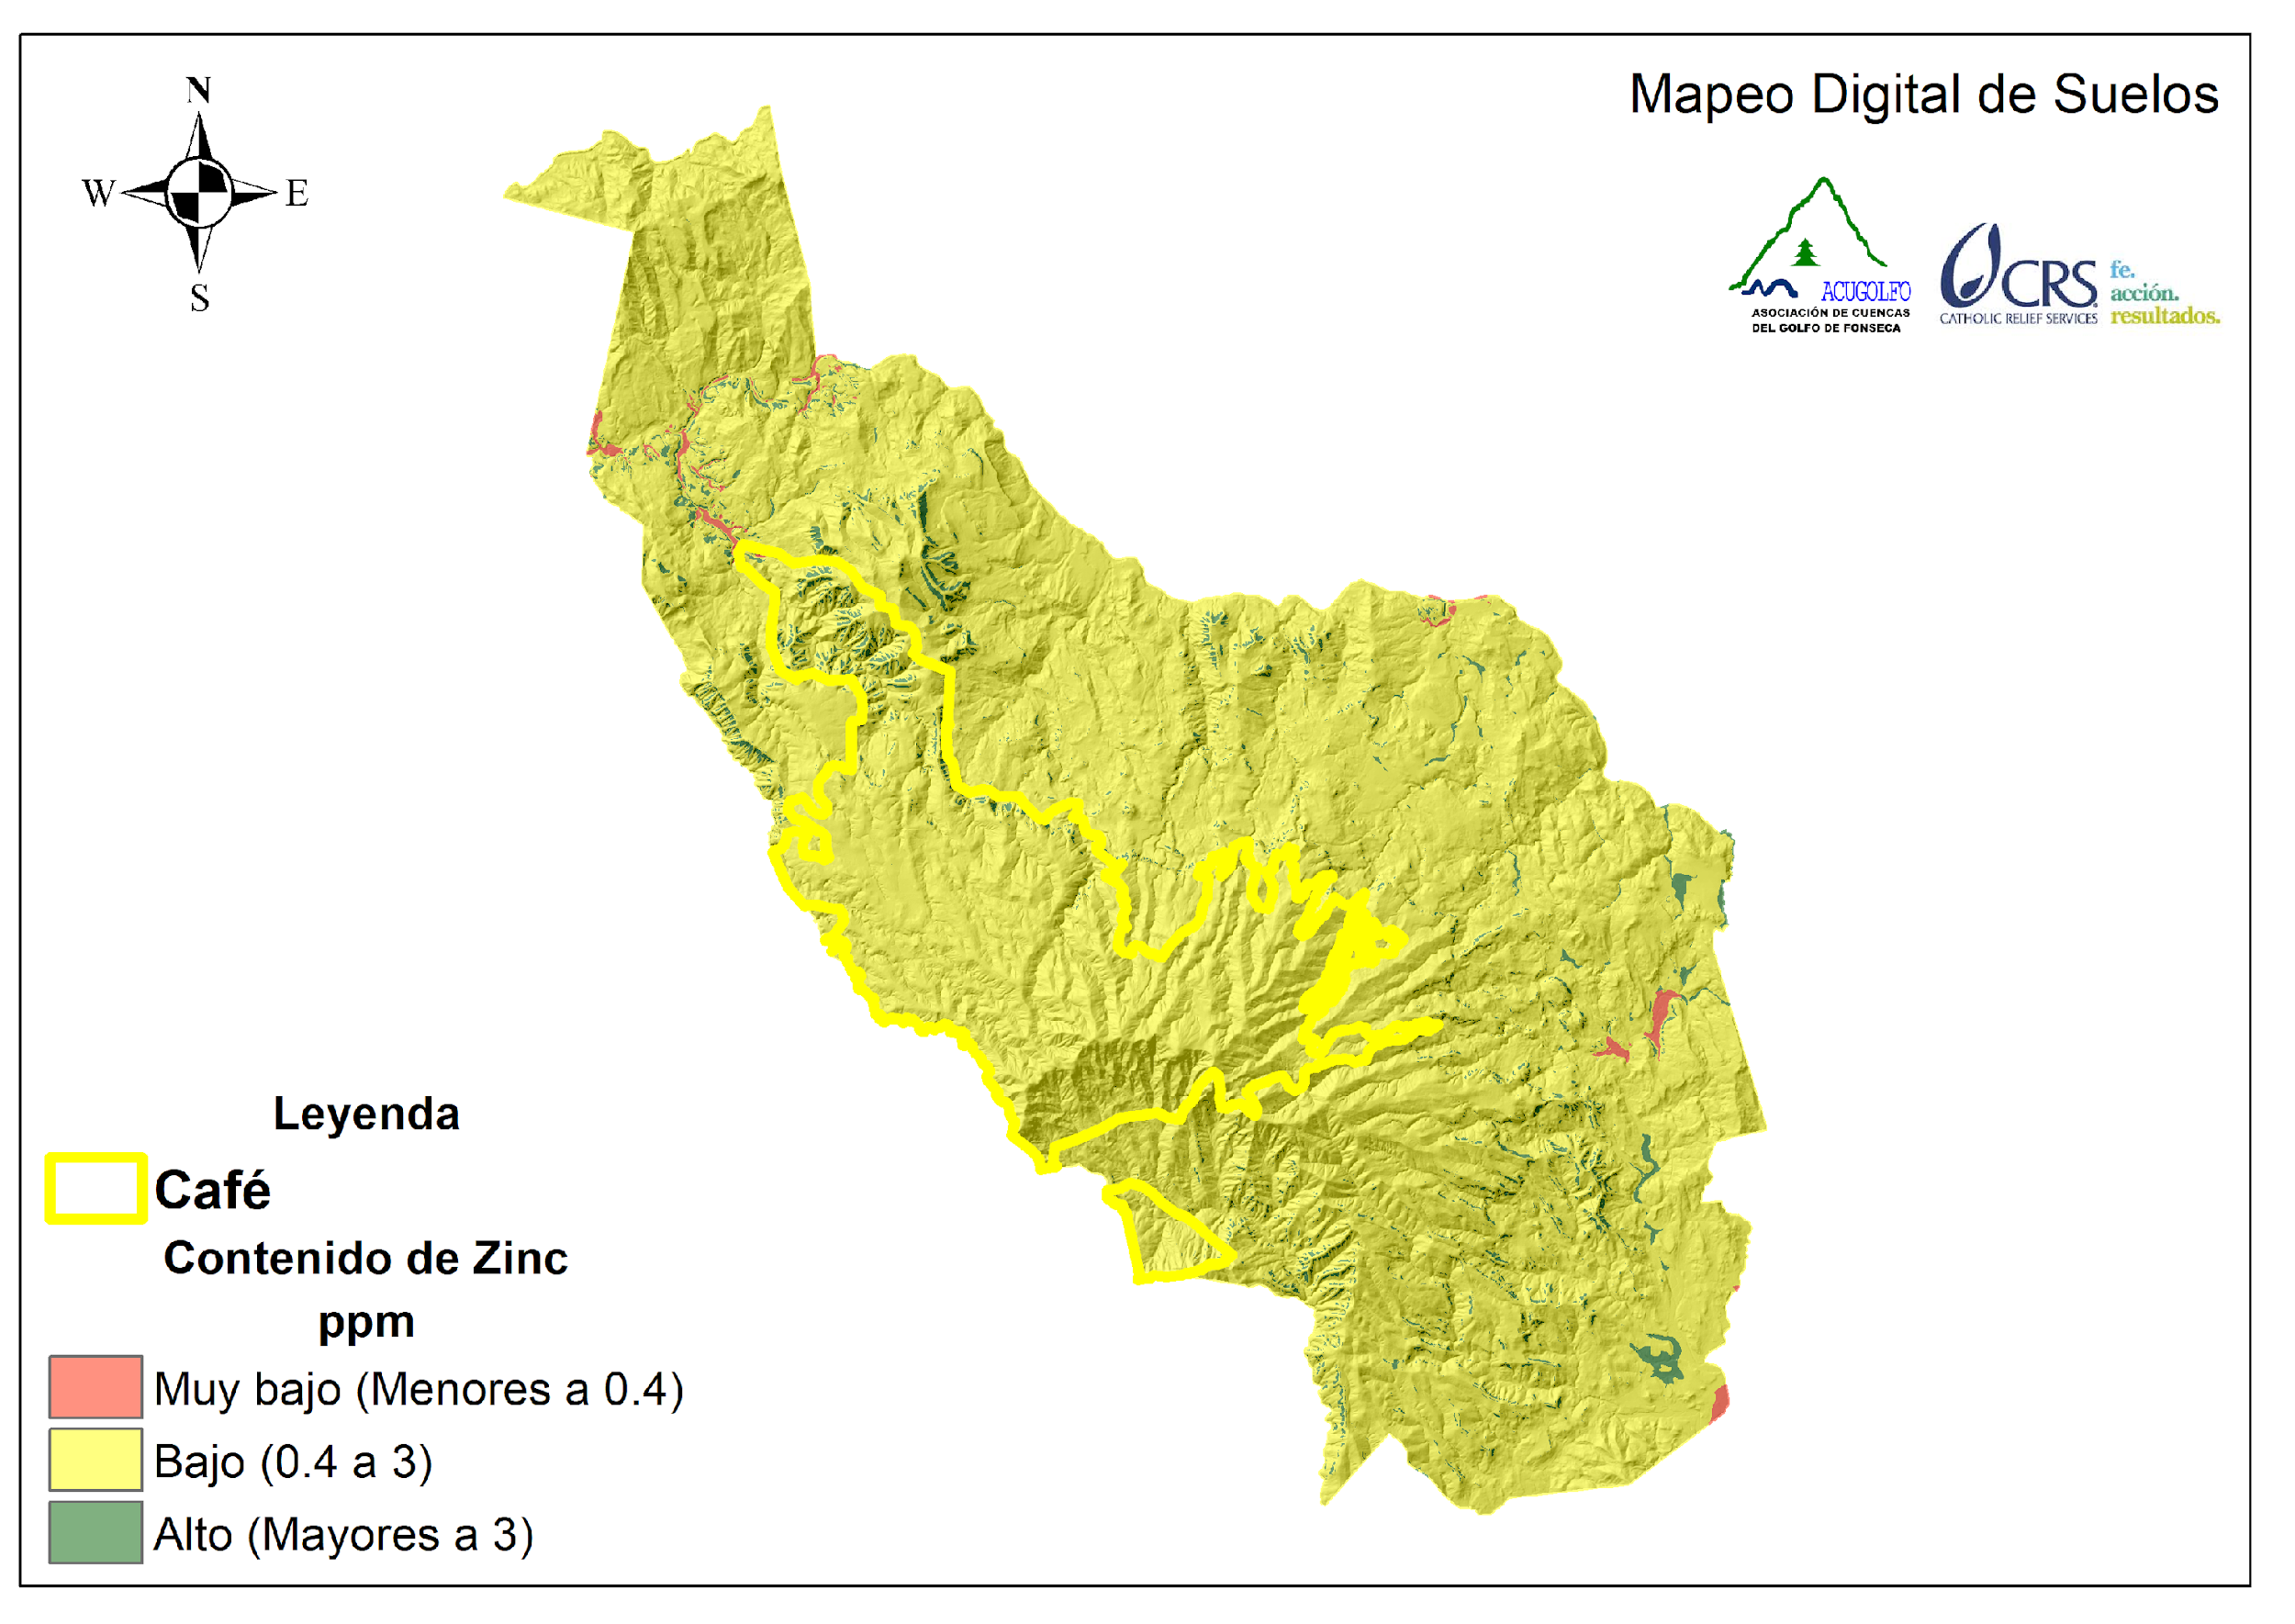 Mapeo Digital de Suelos
N
W
E
S
ACUGOLFO
ASOCIACIÓN DE CUENCAS
DEL GOLFO DE FONSECA
CRS
CATHOLIC RELIEF SERVICES
fe.
acción.
resultados.
Leyenda
Café
Contenido de Zinc
ppm
Muy bajo (Menores a 0.4)
Bajo (0.4 a 3)
Alto (Mayores a 3)